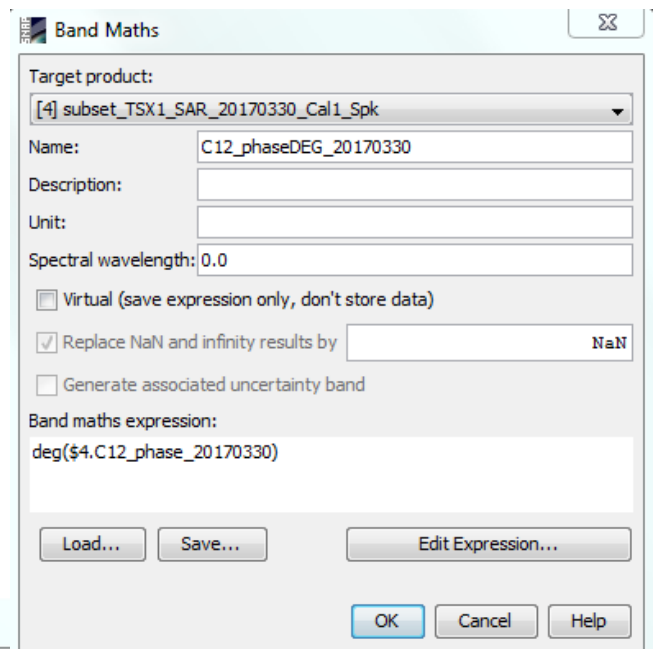 Band Maths
Target product:
[4] subset_TSX1_SAR_20170330_Cal1_Spk
Name: C12_phaseDEG_20170330
Description:
Unit:
Spectral wavelength: 0.0
Virtual (save expression only, don't store data)
Replace NaN and infinity results by NaN
Generate associated uncertainty band
Band maths expression:
deg($4.C12_phase_20170330)
Load... Save... Edit Expression...
OK Cancel Help